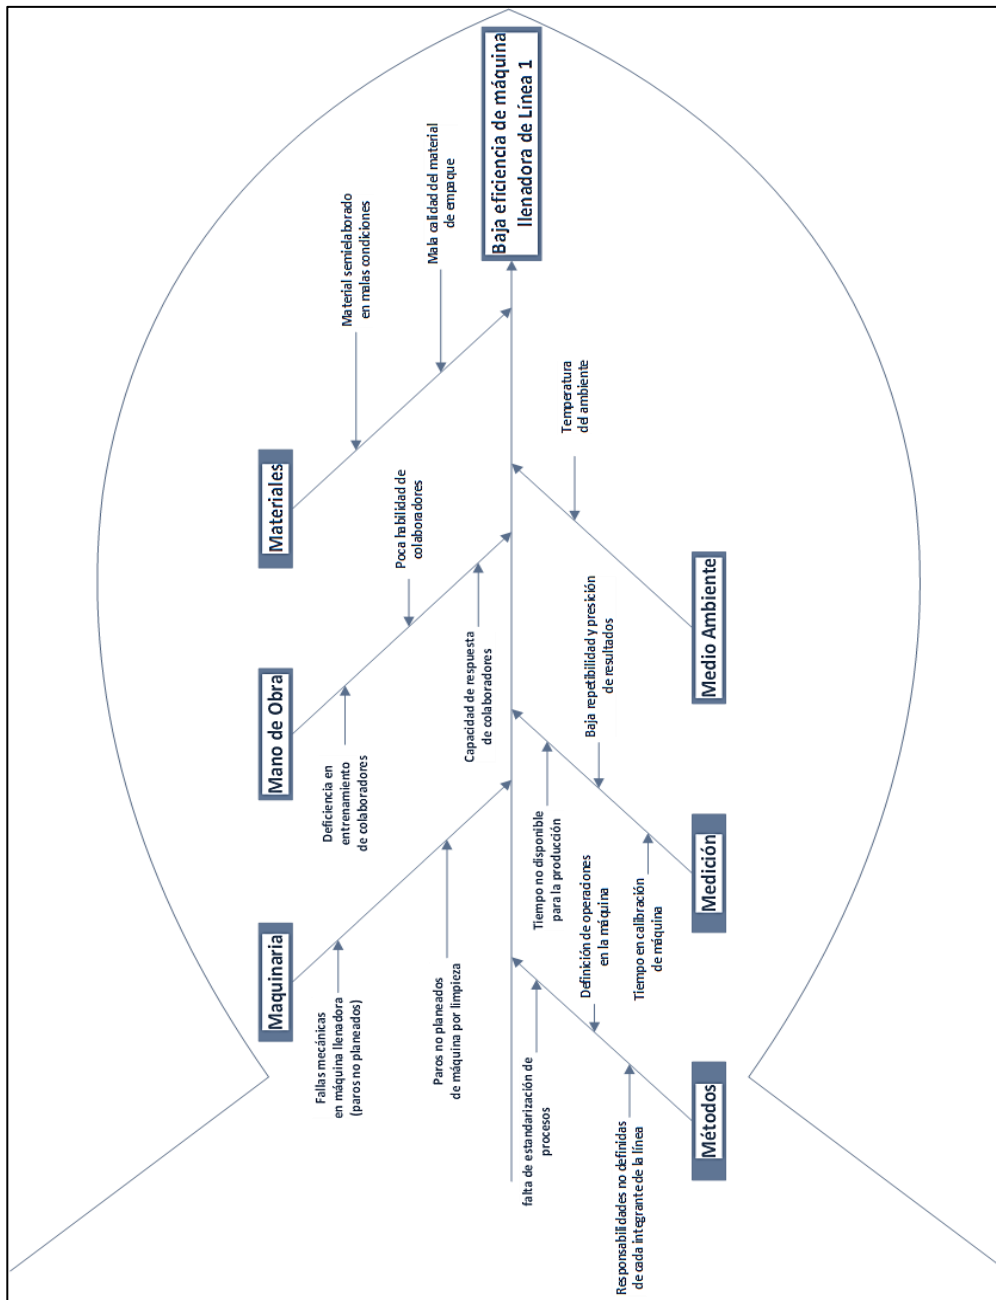 Maquinaria
Fallas mecánicas
en máquina llenadora
(paros no planeados)
Paros no planeados
de máquina por limpieza
Mano de Obra
Deficiencia en
entrenamiento
de colaboradores
Poca habilidad de
colaboradores
Capacidad de respuesta
de colaboradores
Materiales
Material semielaborado
en malas condiciones
Mala calidad del material
de empaque
Baja eficiencia de máquina
llenadora de Línea 1
falta de estandarización de
procesos
Definición de operaciones
en la máquina
Responsabilidades no definidas
de cada integrante de la línea
Métodos
Tiempo no disponible
para la producción
Baja repetibilidad y presición
de resultados
Tiempo en calibración
de máquina
Medición
Temperatura
del ambiente
Medio Ambiente